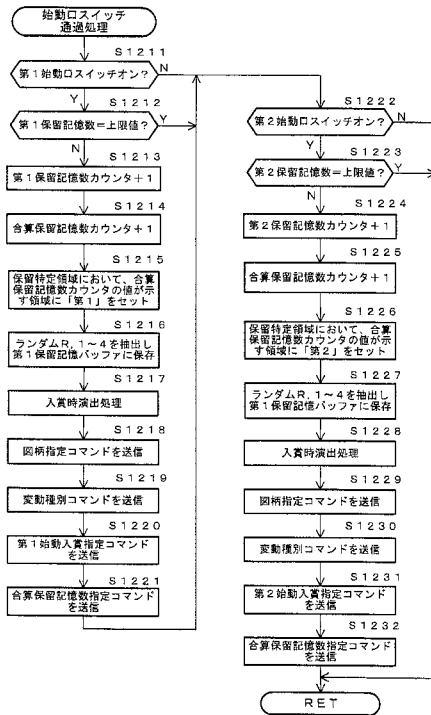 始動口スイッチ
通過処理
S1211
第1始動口スイッチオン?
N
Y
S1212
第1保留記憶数=上限値?
Y
N
S1213
第1保留記憶数カウンタ+1
S1214
合算保留記憶数カウンタ+1
S1215
保留特定領域において、合算
保留記憶数カウンタの値が示
す領域に「第1」をセット
S1216
ランダムR,1~4を抽出し
第1保留記憶バッファに保存
S1217
入賞時演出処理
S1218
図柄指定コマンドを送信
S1219
変動種別コマンドを送信
S1220
第1始動入賞指定コマンド
を送信
S1221
合算保留記憶数指定コマンド
を送信
S1222
第2始動口スイッチオン?
N
Y
S1223
第2保留記憶数=上限値?
Y
N
S1224
第2保留記憶数カウンタ+1
S1225
合算保留記憶数カウンタ+1
S1226
保留特定領域において、合算
保留記憶数カウンタの値が示
す領域に「第2」をセット
S1227
ランダムR,1~4を抽出し
第1保留記憶バッファに保存
S1228
入賞時演出処理
S1229
図柄指定コマンドを送信
S1230
変動種別コマンドを送信
S1231
第2始動入賞指定コマンド
を送信
S1232
合算保留記憶数指定コマンド
を送信
RET